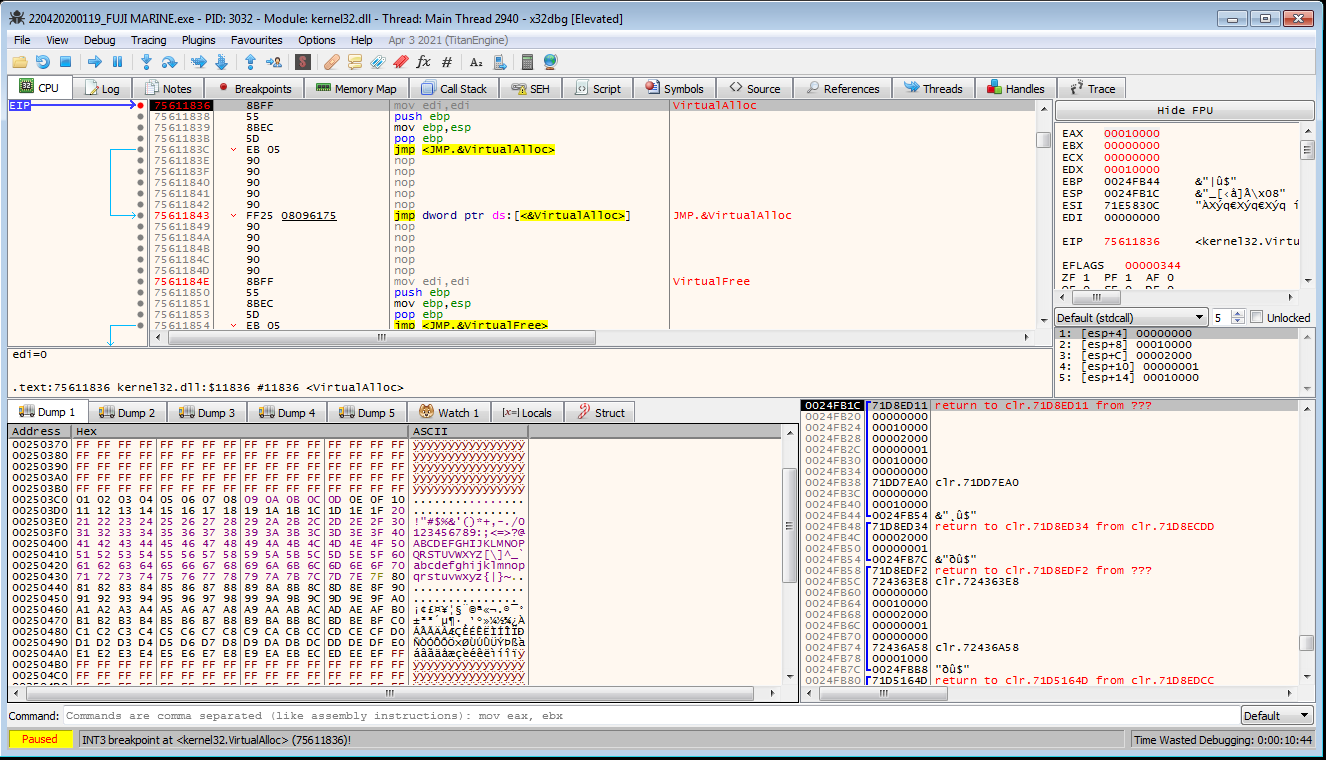 220420200119_FUJI MARINE.exe - PID: 3032 - Module: kernel32.dll - Thread: Main Thread 2940 - x32dbg [Elevated]
File View Debug Tracing Plugins Favourites Options Help Apr 3 2021 (TitanEngine)
CPU Log Notes Breakpoints Memory Map Call Stack SEH Script Symbols Source References Threads Handles Trace
EIP 75611836 8BFF mov edi,edi VirtualAlloc
75611838 55 push ebp
75611839 8BEC mov ebp,esp
7561183B 5D pop ebp
7561183C EB 05 jmp <JMP.&VirtualAlloc>
7561183E 90 nop
7561183F 90 nop
75611840 90 nop
75611841 90 nop
75611842 90 nop
75611843 FF25 08096175 jmp dword ptr ds:[<&VirtualAlloc>] JMP.&VirtualAlloc
75611849 90 nop
7561184A 90 nop
7561184B 90 nop
7561184C 90 nop
7561184D 90 nop
7561184E 8BFF mov edi,edi VirtualFree
75611850 55 push ebp
75611851 8BEC mov ebp,esp
75611853 5D pop ebp
75611854 EB 05 jmp <JMP.&VirtualFree>
Hide FPU
EAX 00010000
EBX 00000000
ECX 00000000
EDX 00010000
EBP 0024FB44 &"|û$"
ESP 0024FB1C
ESI 71E5830C
EDI 00000000
EIP 75611836 <kernel32.Virtu
EFLAGS 00000344
ZF 1 PF 1 AF 0
Default (stdcall) 5 Unlocked
1: [esp+4] 00000000
2: [esp+8] 00010000
3: [esp+C] 00002000
4: [esp+10] 00000001
5: [esp+14] 00010000
edi=0
.text:75611836 kernel32.dll:$11836 #11836 <VirtualAlloc>
Dump 1 Dump 2 Dump 3 Dump 4 Dump 5 Watch 1 [x=] Locals Struct
Address Hex ASCII
00250370 FF FF FF FF FF FF FF FF FF FF FF FF FF FF FF FF ÿÿÿÿÿÿÿÿÿÿÿÿÿÿÿÿ
00250380 FF FF FF FF FF FF FF FF FF FF FF FF FF FF FF FF ÿÿÿÿÿÿÿÿÿÿÿÿÿÿÿÿ
00250390 FF FF FF FF FF FF FF FF FF FF FF FF FF FF FF FF ÿÿÿÿÿÿÿÿÿÿÿÿÿÿÿÿ
002503A0 FF FF FF FF FF FF FF FF FF FF FF FF FF FF FF FF ÿÿÿÿÿÿÿÿÿÿÿÿÿÿÿÿ
002503B0 FF FF FF FF FF FF FF FF FF FF FF FF FF FF FF FF ÿÿÿÿÿÿÿÿÿÿÿÿÿÿÿÿ
002503C0 01 02 03 04 05 06 07 08 09 0A 0B 0C 0D 0E 0F 10 ................
002503D0 11 12 13 14 15 16 17 18 19 1A 1B 1C 1D 1E 1F 20 ...............
002503E0 21 22 23 24 25 26 27 28 29 2A 2B 2C 2D 2E 2F 30 !"#$%&'()*+,-./0
002503F0 31 32 33 34 35 36 37 38 39 3A 3B 3C 3D 3E 3F 40 123456789:;<=>?@
00250400 41 42 43 44 45 46 47 48 49 4A 4B 4C 4D 4E 4F 50 ABCDEFGHIJKLMNOP
00250410 51 52 53 54 55 56 57 58 59 5A 5B 5C 5D 5E 5F 60 QRSTUVWXYZ[\]^_`
00250420 61 62 63 64 65 66 67 68 69 6A 6B 6C 6D 6E 6F 70 abcdefghijklmnop
00250430 71 72 73 74 75 76 77 78 79 7A 7B 7C 7D 7E 7F 80 qrstuvwxyz{|}~..
00250440 81 82 83 84 85 86 87 88 89 8A 8B 8C 8D 8E 8F 90 ................
00250450 91 92 93 94 95 96 97 98 99 9A 9B 9C 9D 9E 9F A0 ...............
00250460 A1 A2 A3 A4 A5 A6 A7 A8 A9 AA AB AC AD AE AF B0
00250470 B1 B2 B3 B4 B5 B6 B7 B8 B9 BA BB BC BD BE BF C0
00250480 C1 C2 C3 C4 C5 C6 C7 C8 C9 CA CB CC CD CE CF D0
00250490 D1 D2 D3 D4 D5 D6 D7 D8 D9 DA DB DC DD DE DF E0
002504A0 E1 E2 E3 E4 E5 E6 E7 E8 E9 EA EB EC ED EE EF FF
002504B0 FF FF FF FF FF FF FF FF FF FF FF FF FF FF FF FF ÿÿÿÿÿÿÿÿÿÿÿÿÿÿÿÿ
002504C0 FF FF FF FF FF FF FF FF FF FF FF FF FF FF FF FF ÿÿÿÿÿÿÿÿÿÿÿÿÿÿÿÿ
0024FB1C 71D8ED11 return to clr.71D8ED11 from ???
0024FB20 00000000
0024FB24 00010000
0024FB28 00002000
0024FB2C 00000001
0024FB30 00010000
0024FB34 00000000
0024FB38 71DD7EA0 clr.71DD7EA0
0024FB3C 00000000
0024FB40 00010000
0024FB44 0024FB54
0024FB48 71D8ED34 return to clr.71D8ED34 from clr.71D8ECDD
0024FB4C 00002000
0024FB50 00000001
0024FB54 0024FB7C &"ðû$"
0024FB58 71D8EDF2 return to clr.71D8EDF2 from ???
0024FB5C 724363E8 clr.724363E8
0024FB60 00000000
0024FB64 00010000
0024FB68 00002000
0024FB6C 00000001
0024FB70 00000000
0024FB74 72436A58 clr.72436A58
0024FB78 00001000
0024FB7C 0024FBB8 "ðû$"
0024FB80 71D5164D return to clr.71D5164D from clr.71D8EDCC
Command: Commands are comma separated (like assembly instructions): mov eax, ebx Default
Paused INT3 breakpoint at <kernel32.VirtualAlloc> (75611836)! Time Wasted Debugging: 0:00:10:44